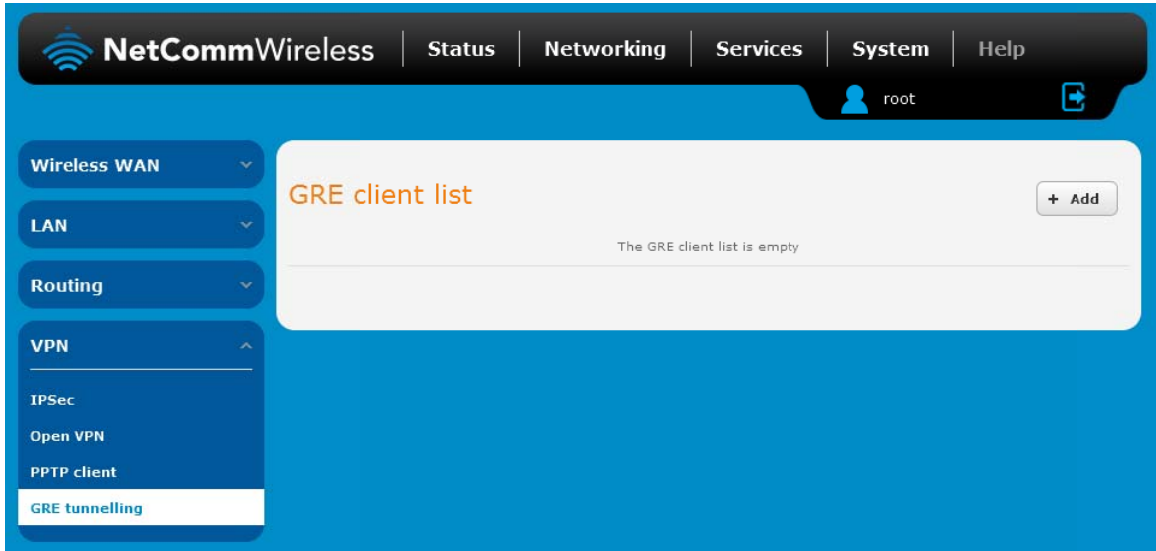 NetCommWireless Status Networking Services System Help
root
Wireless WAN
LAN
Routing
VPN
IPSec
Open VPN
PPTP client
GRE tunnelling
GRE client list
+ Add
The GRE client list is empty